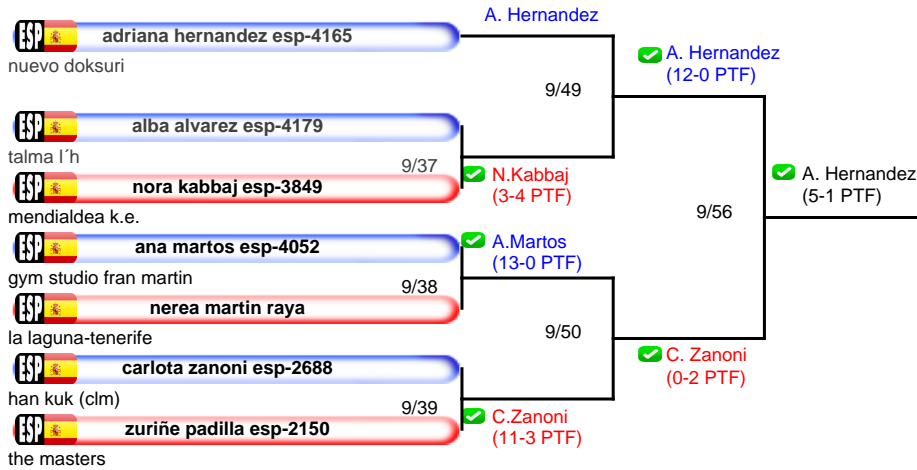 A. Hernandez
ESP adriana hernandez esp-4165
nuevo doksuri
A. Hernandez
(12-0 PTF)
9/49
ESP alba alvarez esp-4179
talma l´h
9/37
ESP nora kabbaj esp-3849
mendialdea k.e.
N.Kabbaj
(3-4 PTF)
A. Hernandez
(5-1 PTF)
9/56
ESP ana martos esp-4052
gym studio fran martin
A.Martos
(13-0 PTF)
9/38
ESP nerea martin raya
la laguna-tenerife
9/50
ESP carlota zanoni esp-2688
han kuk (clm)
C. Zanoni
(0-2 PTF)
9/39
ESP zuriñe padilla esp-2150
the masters
C.Zanoni
(11-3 PTF)